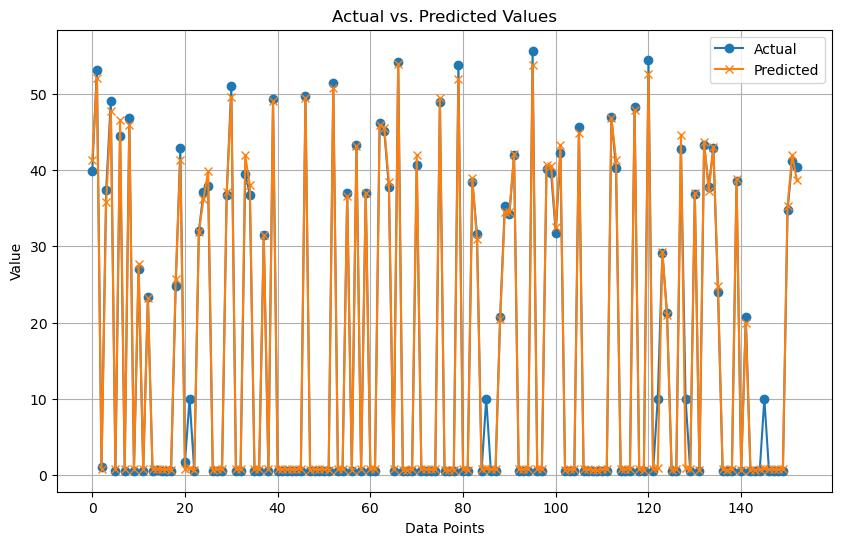 Actual vs. Predicted Values
Actual
Predicted
Value
50
40
30
20
10
0
0 20 40 60 80 100 120 140
Data Points